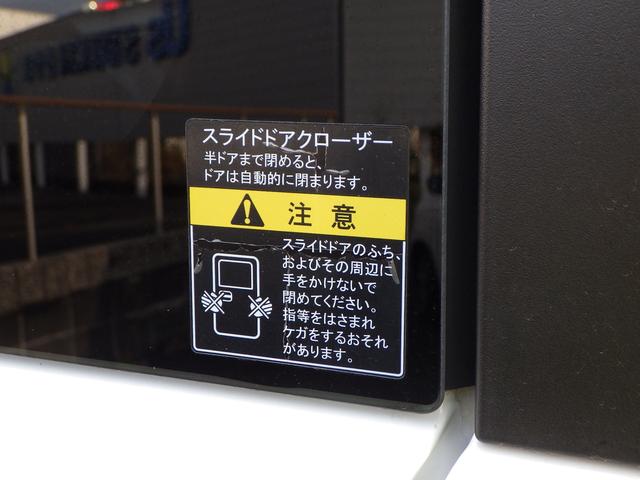 スライドドアクローザー
半ドアまで閉めると、
ドアは自動的に閉まります。
注意
スライドドアのふち、
およびその周辺に
手をかけないで
閉めてください。
指等をはさまれ
ケガをするおそれ
があります。